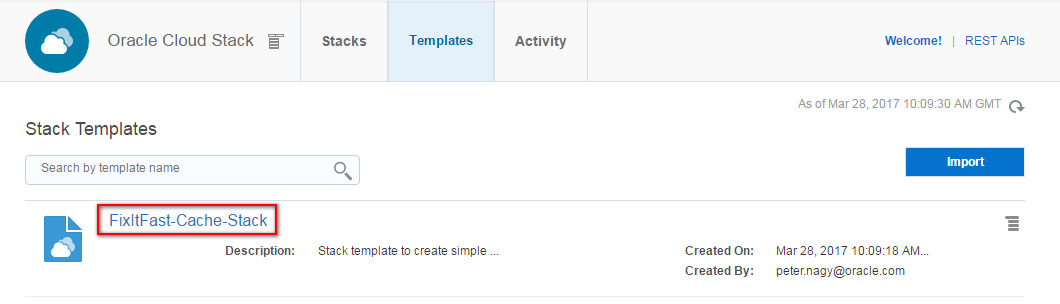 Oracle Cloud Stack
Stacks
Templates
Activity
Welcome! | REST APIs
As of Mar 28, 2017 10:09:30 AM GMT
Stack Templates
Search by template name
Import
FixItFast-Cache-Stack
Description: Stack template to create simple ...
Created On: Mar 28, 2017 10:09:18 AM...
Created By: peter.nagy@oracle.com